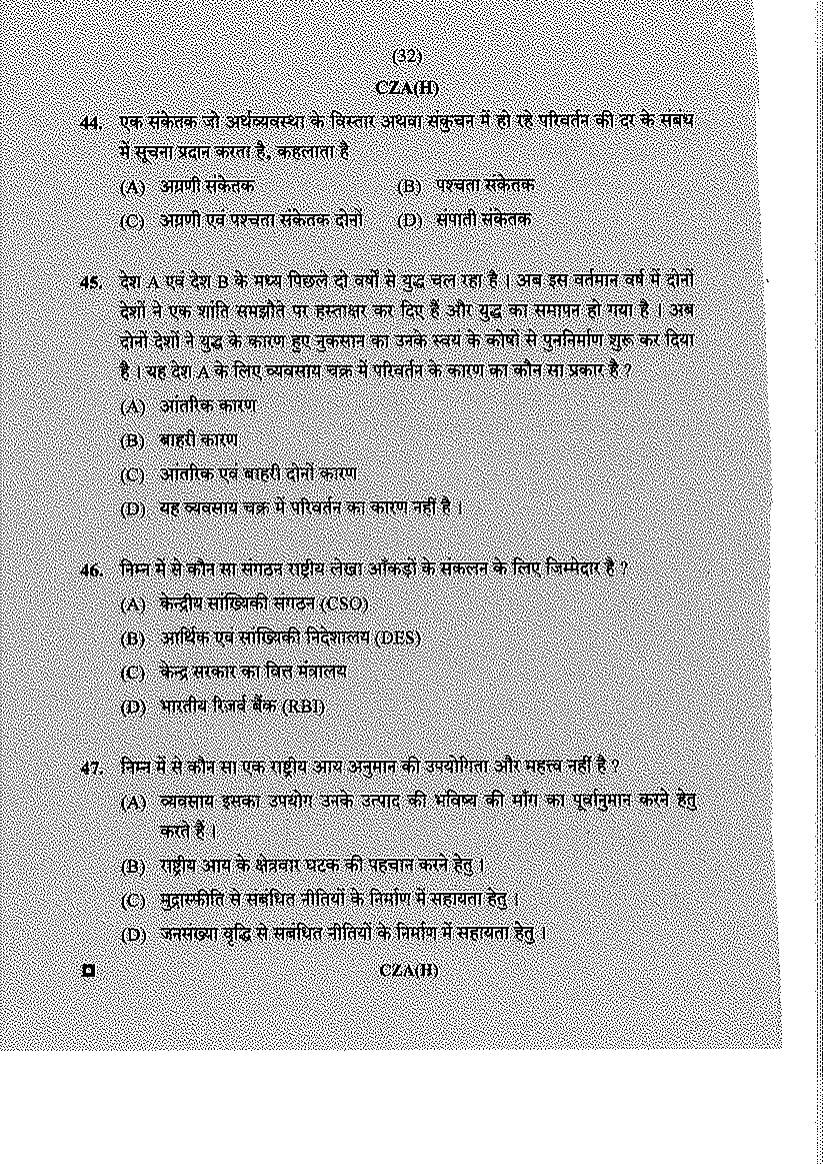 (32)
CZA(H)
44. एक संकेतक जो अर्थव्यवस्था के विस्तार अथवा संकुचन में हो रहे परिवर्तन की दर के संबंध
में सूचना प्रदान करता है, कहलाता है
(A) अग्रणी संकेतक (B) पश्चता संकेतक
(C) अग्रणी एवं पश्चता संकेतक दोनों (D) संपाती संकेतक
45. देश A एवं देश B के मध्य पिछले दो वर्षों से युद्ध चल रहा है । अब इस वर्तमान वर्ष में दोनों
देशों ने एक शांति समझौते पर हस्ताक्षर कर दिए हैं और युद्ध का समापन हो गया है । अब
दोनों देशों ने युद्ध के कारण हुए नुकसान का उनके स्वयं के कोषों से पुनर्निर्माण शुरू कर दिया
है । यह देश A के लिए व्यवसाय चक्र में परिवर्तन के कारण का कौन सा प्रकार है ?
(A) आंतरिक कारण
(B) बाहरी कारण
(C) आंतरिक एवं बाहरी दोनों कारण
(D) यह व्यवसाय चक्र में परिवर्तन का कारण नहीं है ।
46. निम्न में से कौन सा संगठन राष्ट्रीय लेखा आँकड़ों के संकलन के लिए जिम्मेदार है ?
(A) केन्द्रीय सांख्यिकी संगठन (CSO)
(B) आर्थिक एवं सांख्यिकी निदेशालय (DES)
(C) केन्द्र सरकार का वित्त मंत्रालय
(D) भारतीय रिज़र्व बैंक (RBI)
47. निम्न में से कौन सा एक राष्ट्रीय आय अनुमान की उपयोगिता और महत्त्व नहीं है ?
(A) व्यवसाय इसका उपयोग उनके उत्पाद की भविष्य की माँग का पूर्वानुमान करने हेतु
करते हैं ।
(B) राष्ट्रीय आय के क्षेत्रवार घटक की पहचान करने हेतु ।
(C) मुद्रास्फीति से संबंधित नीतियों के निर्माण में सहायता हेतु ।
(D) जनसंख्या वृद्धि से संबंधित नीतियों के निर्माण में सहायता हेतु ।
CZA(H)